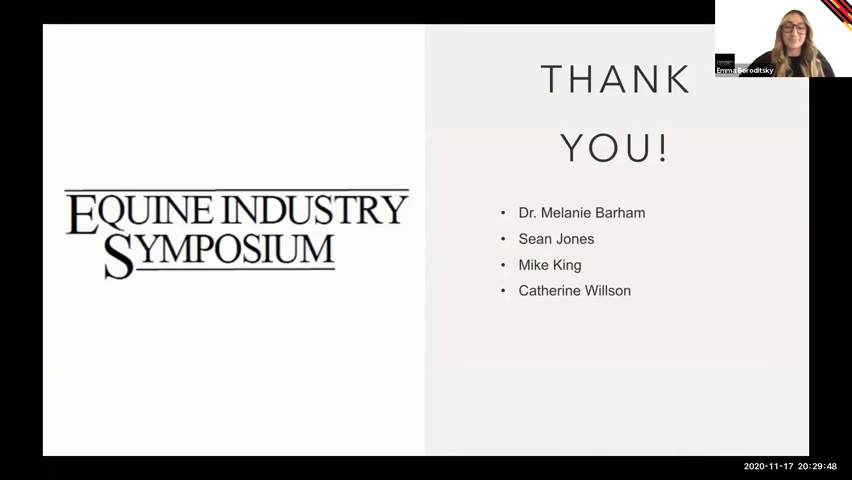 THANK
YOU!
Emma Boroditsky
EQUINE INDUSTRY
SYMPOSIUM
• Dr. Melanie Barham
• Sean Jones
• Mike King
• Catherine Willson
2020-11-17 20:29:48